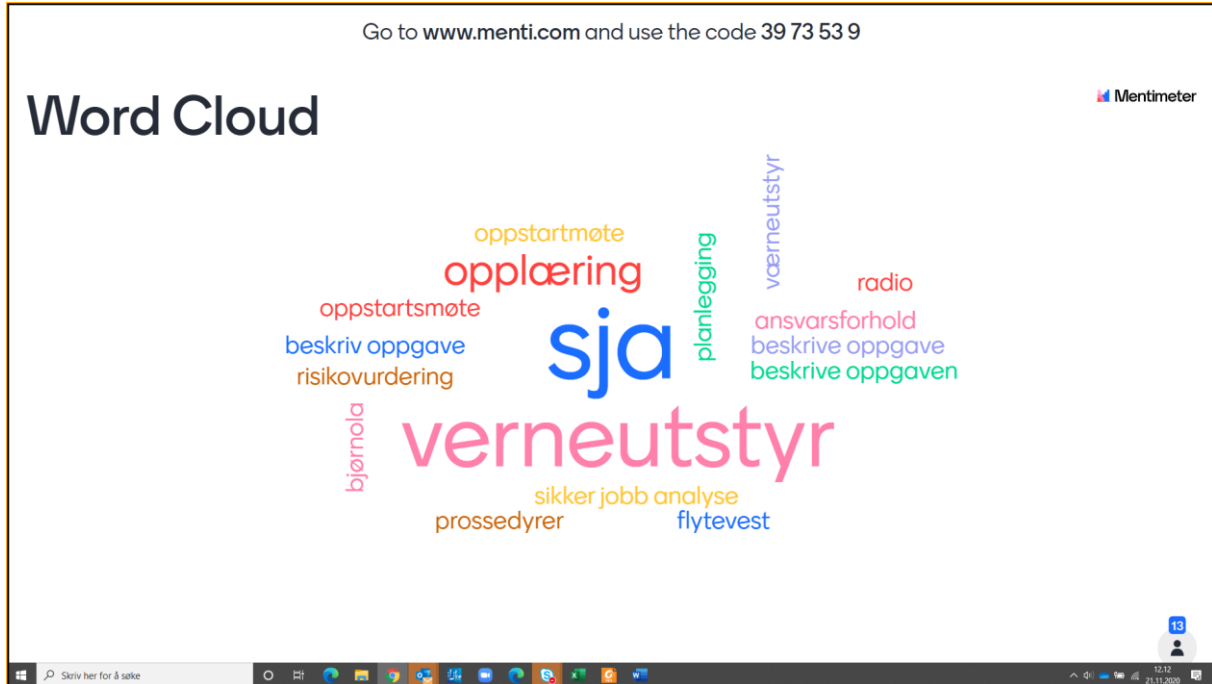 Go to www.menti.com and use the code 39 73 53 9
Word Cloud
Mentimeter
værneutstyr
oppstartmøte
planlegging
opplæring
radio
oppstartsmøte
sja
ansvarsforhold
beskriv oppgave
beskrive oppgave
risikovurdering
beskrive oppgaven
bjørnola
verneutstyr
sikker jobb analyse
prossedyrer
flytevest
13
Skriv her for å søke
12.12
21.11.2020